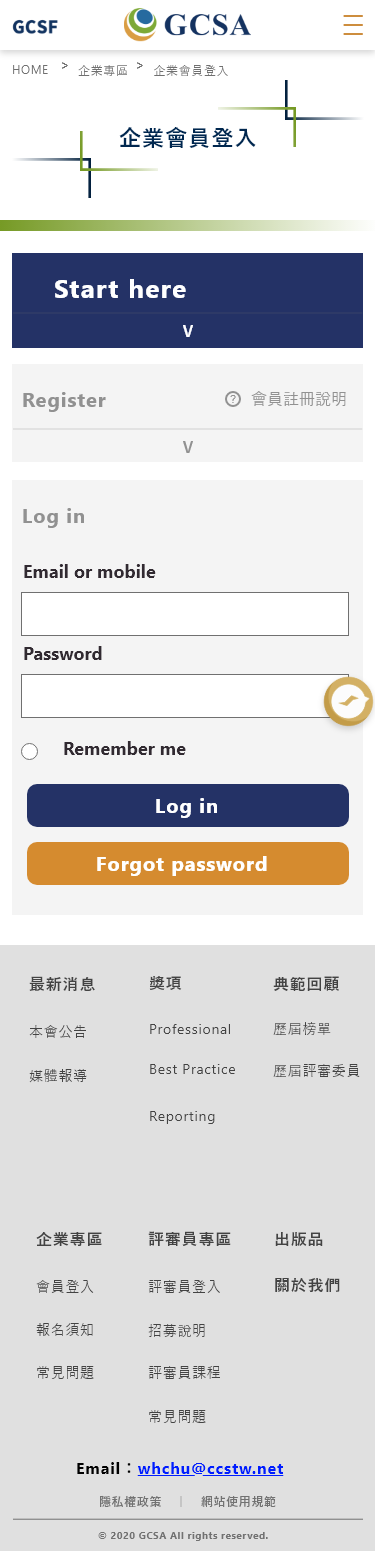 GCSF GCSA
HOME > 企業專區 > 企業會員登入
企業會員登入
Start here
V
Register ? 會員註冊說明
V
Log in
Email or mobile
Password
Remember me
Log in
Forgot password
最新消息 獎項 典範回顧
本會公告 Professional 歷屆榜單
媒體報導 Best Practice 歷屆評審委員
Reporting
企業專區 評審員專區 出版品
會員登入 評審員登入 關於我們
報名須知 招募說明
常見問題 評審員課程
常見問題
Email：whchu@ccstw.net
隱私權政策 | 網站使用規範
© 2020 GCSA All rights reserved.